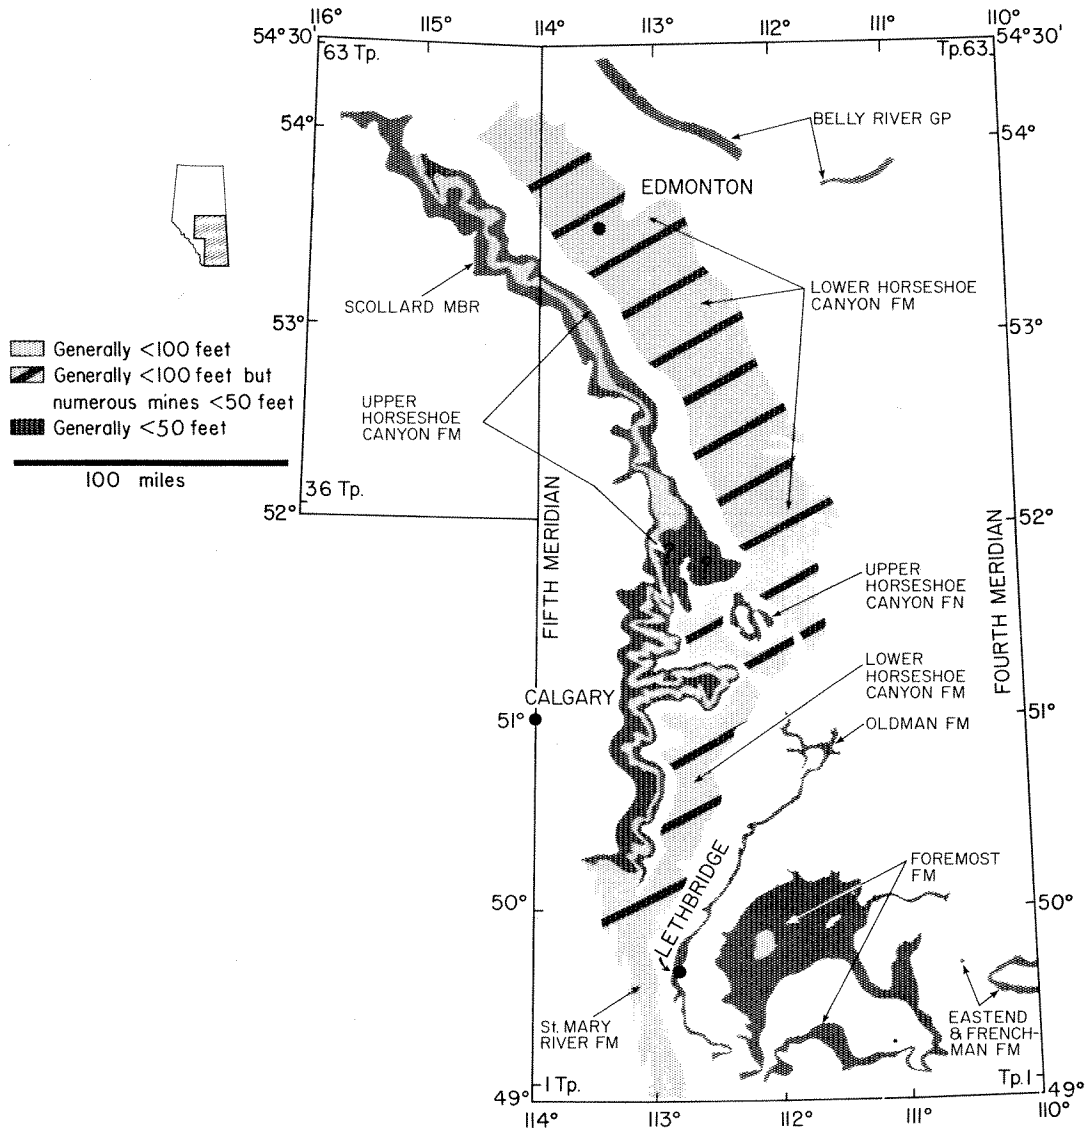 116°
115°
114°
113°
112°
111°
110°
54°30'
63 Tp.
Tp.63
54°30'
54°
BELLY RIVER GP
54°
EDMONTON
SCOLLARD MBR
LOWER HORSESHOE
CANYON FM
53°
53°
Generally <100 feet
Generally <100 feet but
numerous mines <50 feet
Generally <50 feet
100 miles
UPPER
HORSESHOE
CANYON FM
36 Tp.
52°
52°
FIFTH MERIDIAN
FOURTH MERIDIAN
UPPER
HORSESHOE
CANYON FN
LOWER
HORSESHOE
CANYON FM
CALGARY
51°
OLDMAN FM
51°
LETHBRIDGE
FOREMOST
FM
50°
50°
St. MARY
RIVER FM
EASTEND
& FRENCH-
MAN FM
1 Tp.
Tp.1
49°
49°
114°
113°
112°
111°
110°